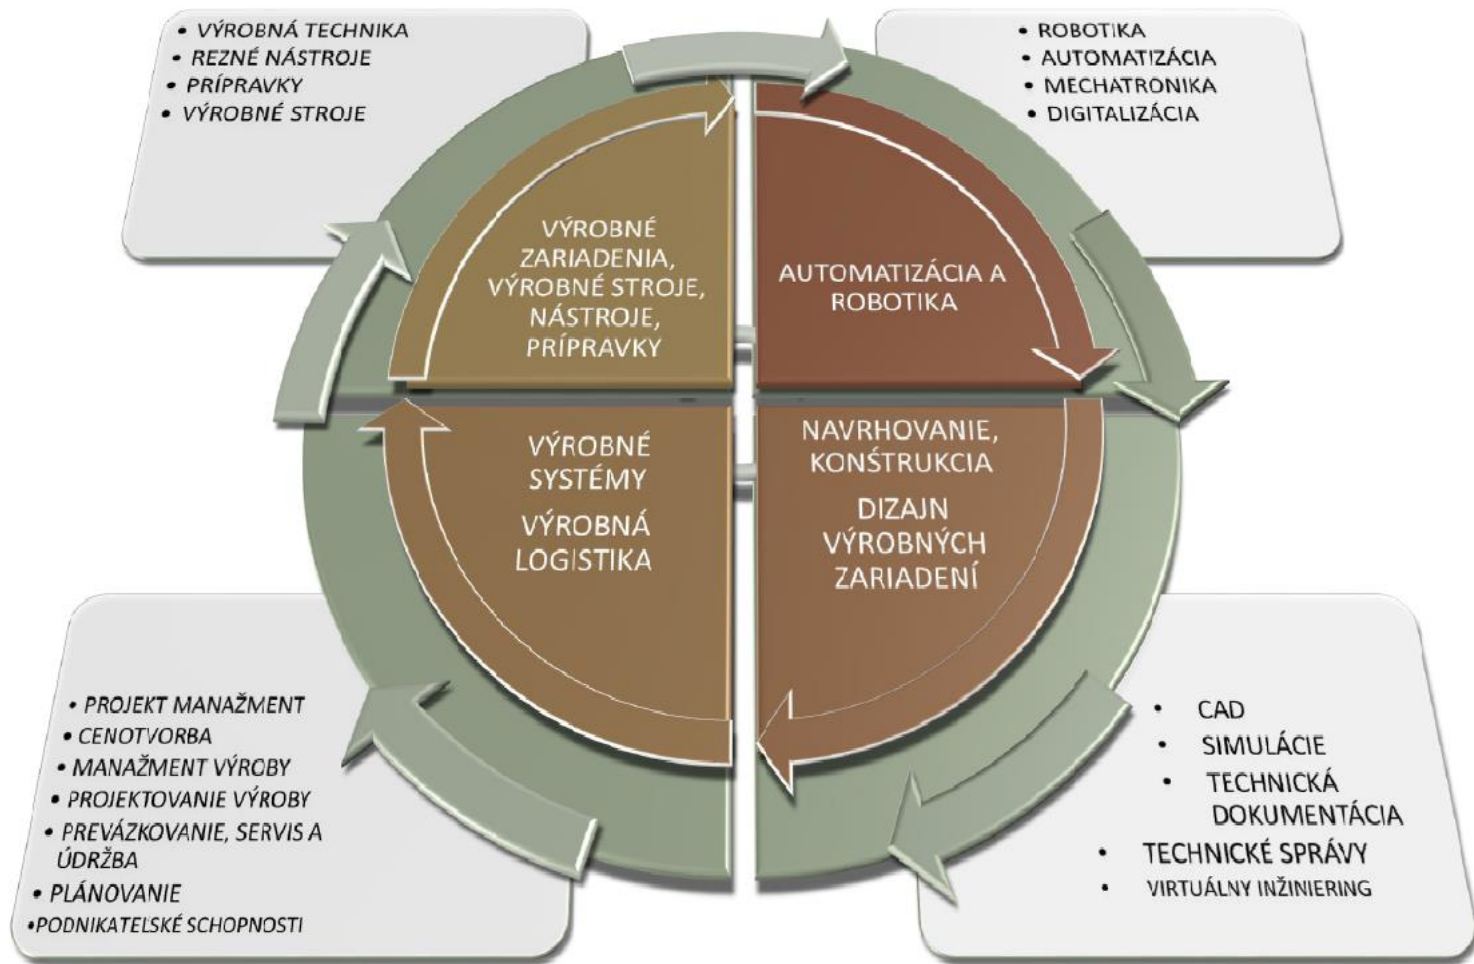 • VÝROBNÁ TECHNIKA
• REZNÉ NÁSTROJE
• PRÍPRAVKY
• VÝROBNÉ STROJE
• ROBOTIKA
• AUTOMATIZÁCIA
• MECHATRONIKA
• DIGITALIZÁCIA
VÝROBNÉ
ZARIADENIA,
VÝROBNÉ STROJE,
NÁSTROJE,
PRÍPRAVKY
AUTOMATIZÁCIA A
ROBOTIKA
VÝROBNÉ
SYSTÉMY
VÝROBNÁ
LOGISTIKA
NAVRHOVANIE,
KONŠTRUKCIA
DIZAJN
VÝROBNÝCH
ZARIADENÍ
• PROJEKT MANAŽMENT
• CENOTVORBA
• MANAŽMENT VÝROBY
• PROJEKTOVANIE VÝROBY
• PREVÁZKOVANIE, SERVIS A
ÚDRŽBA
• PLÁNOVANIE
•PODNIKATELSKÉ SCHOPNOSTI
• CAD
• SIMULÁCIE
• TECHNICKÁ
DOKUMENTÁCIA
• TECHNICKÉ SPRÁVY
• VIRTUÁLNY INŽINIERING